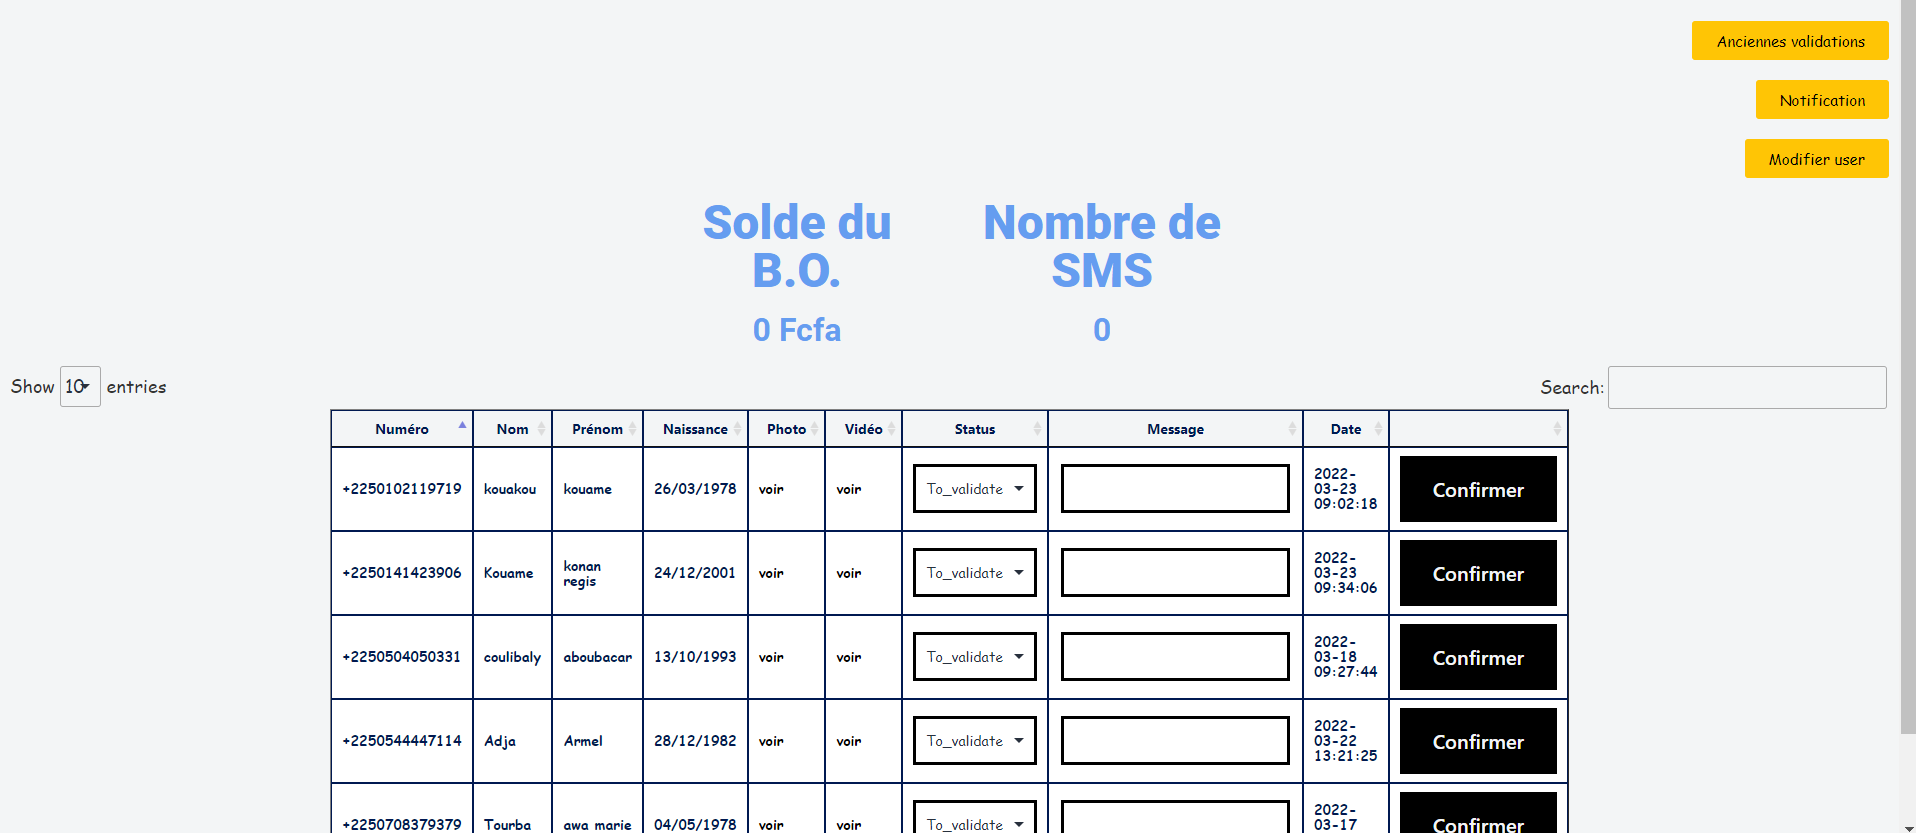 Anciennes validations
Notification
Modifier user
Solde du
B.O.
0 Fcfa
Nombre de
SMS
0
Show 10 entries
Search:
Numéro Nom Prénom Naissance Photo Vidéo Status Message Date
+2250102119719 kouakou kouame 26/03/1978 voir voir To_validate 2022-
03-23
09:02:18 Confirmer
+2250141423906 Kouame konan
regis 24/12/2001 voir voir To_validate 2022-
03-23
09:34:06 Confirmer
+2250504050331 coulibaly aboubacar 13/10/1993 voir voir To_validate 2022-
03-18
09:27:44 Confirmer
+2250544447114 Adja Armel 28/12/1982 voir voir To_validate 2022-
03-22
13:21:25 Confirmer
+2250708379379 Tourba awa marie 04/05/1978 voir voir To_validate 2022-
03-17 Confirmer